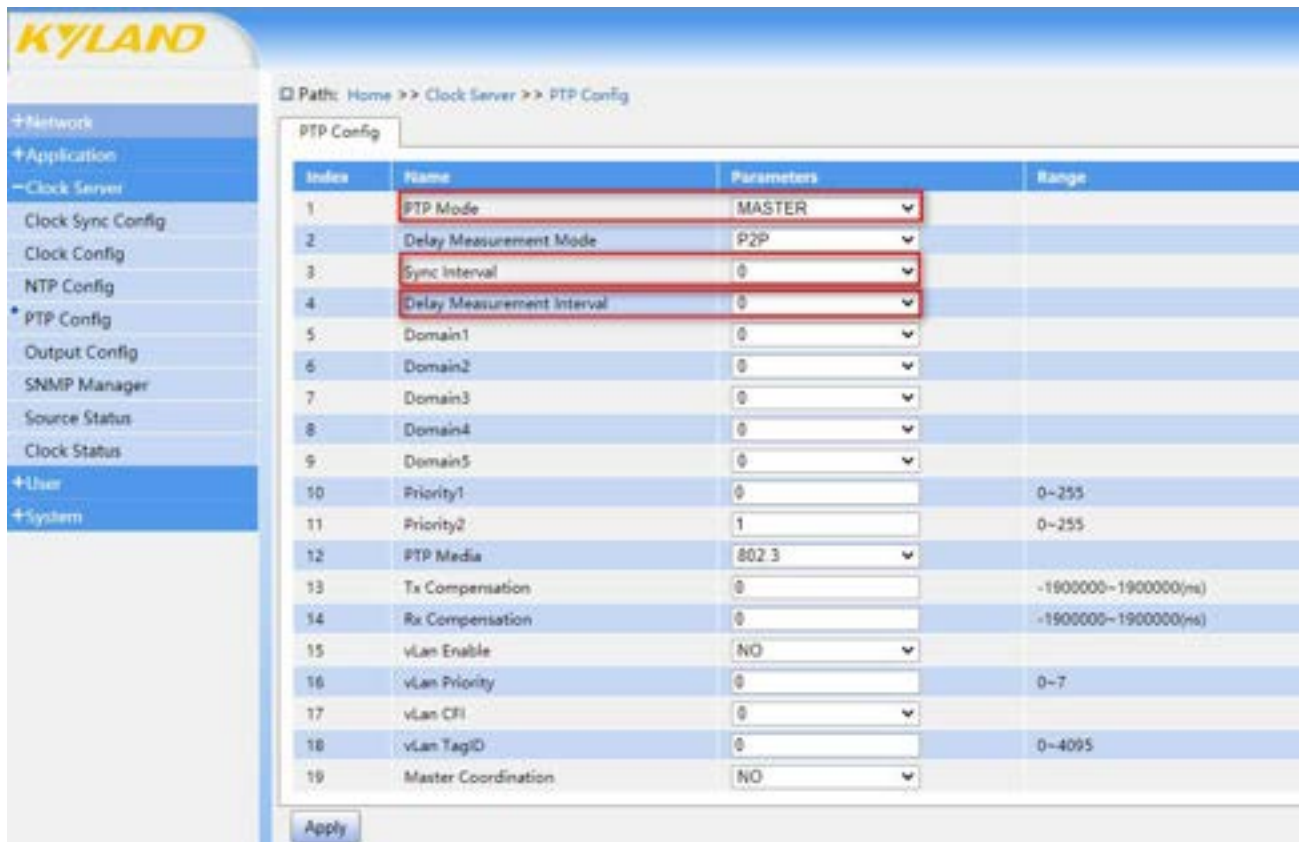 KYLAND
Path: Home >> Clock Server >> PTP Config
+Network
+Application
−Clock Server
Clock Sync Config
Clock Config
NTP Config
PTP Config
Output Config
SNMP Manager
Source Status
Clock Status
+User
+System
PTP Config
Index Name Parameters Range
1 PTP Mode MASTER
2 Delay Measurement Mode P2P
3 Sync Interval 0
4 Delay Measurement Interval 0
5 Domain1 0
6 Domain2 0
7 Domain3 0
8 Domain4 0
9 Domain5 0
10 Priority1 0 0~255
11 Priority2 1 0~255
12 PTP Media 802.3
13 Tx Compensation 0 -1900000~1900000(ns)
14 Rx Compensation 0 -1900000~1900000(ns)
15 vLan Enable NO
16 vLan Priority 0 0~7
17 vLan CFI 0
18 vLan TagID 0 0~4095
19 Master Coordination NO
Apply